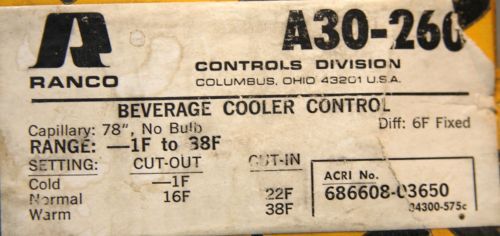 R
RANCO
A30-260
CONTROLS DIVISION
COLUMBUS, OHIO 43201 U.S.A.
BEVERAGE COOLER CONTROL
Capillary: 78", No Bulb Diff: 6F Fixed
RANGE: —1F to 38F
SETTING: CUT-OUT CUT-IN
Cold —1F
Normal 16F 22F
Warm 38F
ACRI No.
686608-03650
94300-575c